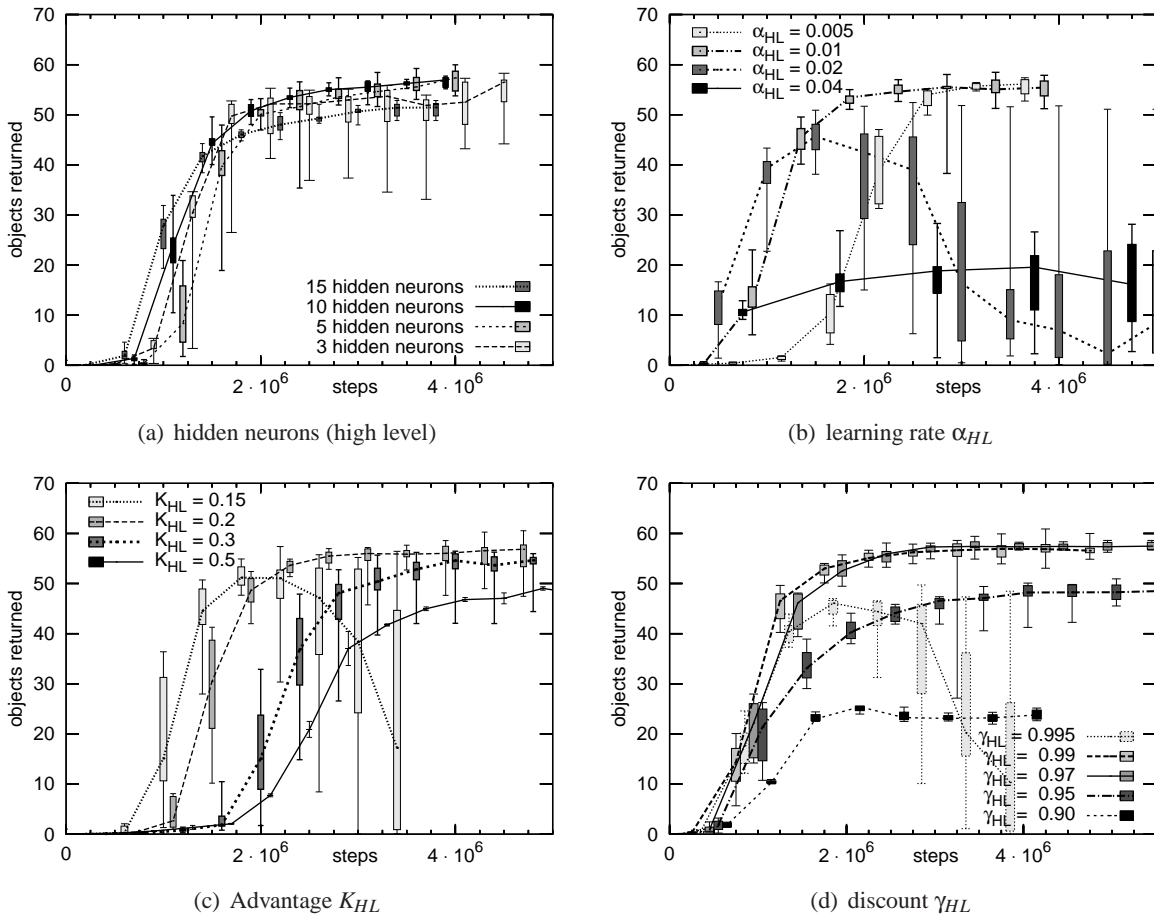 70
60
50
40
30
20
10
0
objects returned
0
2 · 10^6
steps
4 · 10^6
15 hidden neurons
10 hidden neurons
5 hidden neurons
3 hidden neurons
(a) hidden neurons (high level)
70
60
50
40
30
20
10
0
objects returned
0
2 · 10^6
steps
4 · 10^6
α_HL = 0.005
α_HL = 0.01
α_HL = 0.02
α_HL = 0.04
(b) learning rate α_HL
70
60
50
40
30
20
10
0
objects returned
0
2 · 10^6
steps
4 · 10^6
K_HL = 0.15
K_HL = 0.2
K_HL = 0.3
K_HL = 0.5
(c) Advantage K_HL
70
60
50
40
30
20
10
0
objects returned
0
2 · 10^6
steps
4 · 10^6
γ_HL = 0.995
γ_HL = 0.99
γ_HL = 0.97
γ_HL = 0.95
γ_HL = 0.90
(d) discount γ_HL